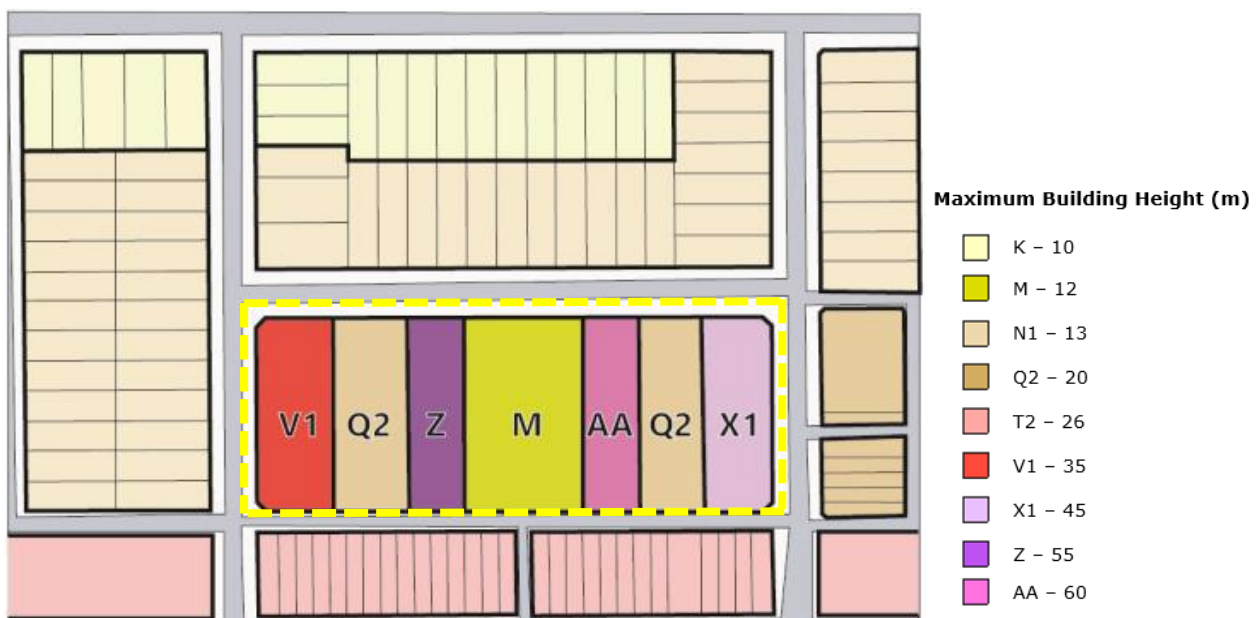 Maximum Building Height (m)
K – 10
M – 12
N1 – 13
Q2 – 20
T2 – 26
V1 – 35
X1 – 45
Z – 55
AA – 60
V1 Q2 Z M AA Q2 X1